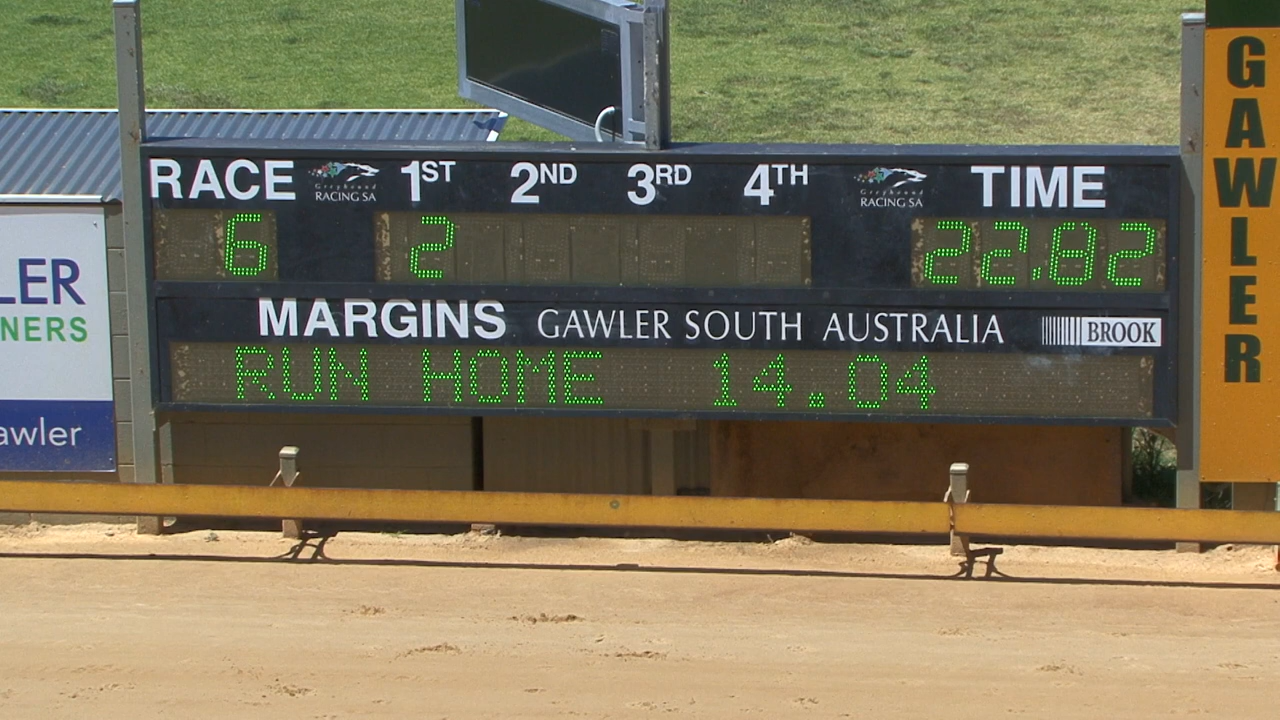 RACE
Greyhound
RACING SA
1ST 2ND 3RD 4TH
Greyhound
RACING SA
TIME
6 2 22.82
MARGINS GAWLER SOUTH AUSTRALIA BROOK
RUN HOME 14.04
LER
NERS
awler
GAWLER